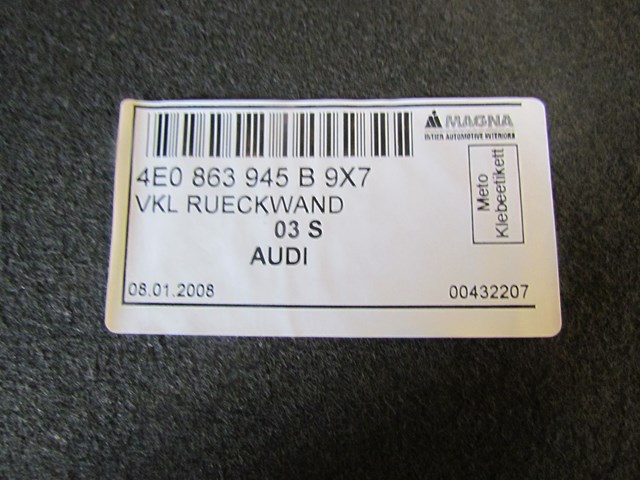 MAGNA
INTIER AUTOMOTIVE INTERIORS
4E0 863 945 B 9X7
VKL RUECKWAND
03 S
AUDI
Meto
Klebeetikett
08.01.2008
00432207